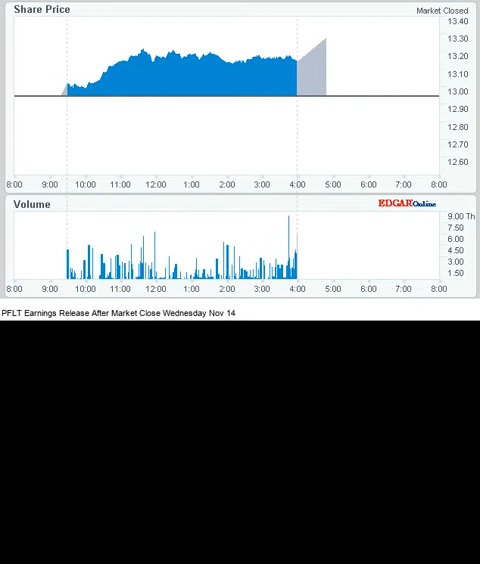 Share Price
Market Closed
13.40
13.30
13.20
13.10
13.00
12.90
12.80
12.70
12.60
8:00 9:00 10:00 11:00 12:00 1:00 2:00 3:00 4:00 5:00 6:00 7:00 8:00
Volume
EDGAR Online
9.00 Th
7.50
6.00
4.50
3.00
1.50
8:00 9:00 10:00 11:00 12:00 1:00 2:00 3:00 4:00 5:00 6:00 7:00 8:00
PFLT Earnings Release After Market Close Wednesday Nov 14